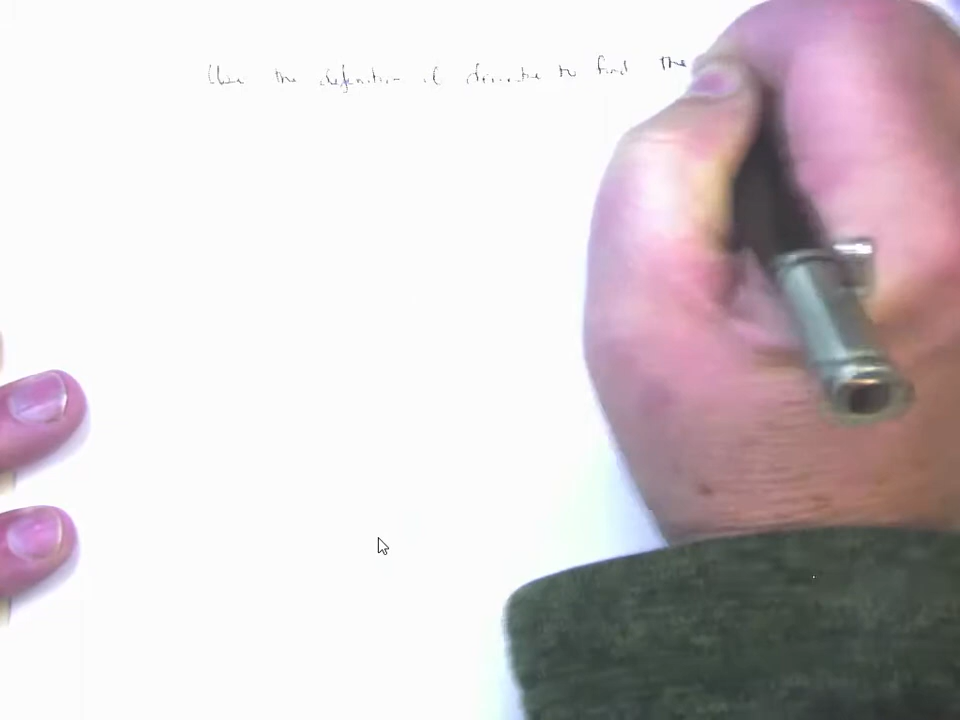 Use the definition of derivative to find the